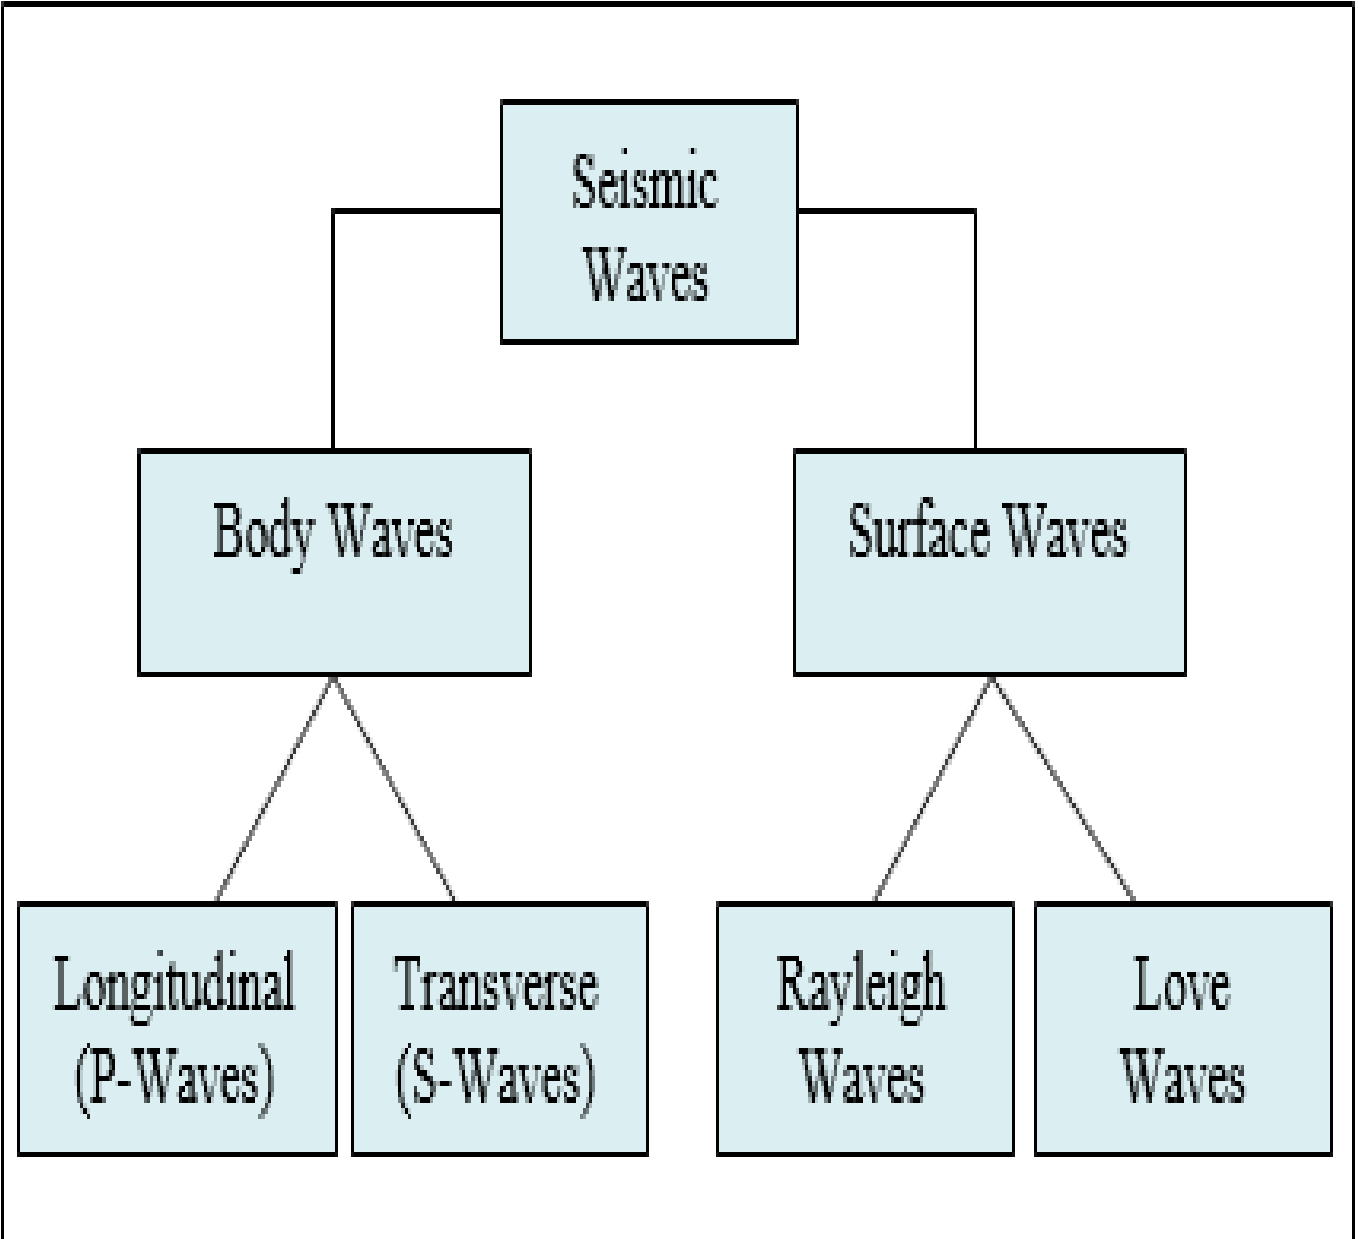 Seismic
Waves
Body Waves
Surface Waves
Longitudinal
(P-Waves)
Transverse
(S-Waves)
Rayleigh
Waves
Love
Waves